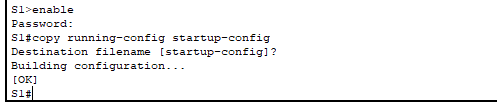 S1>enable
Password:
S1#copy running-config startup-config
Destination filename [startup-config]?
Building configuration...
[OK]
S1#